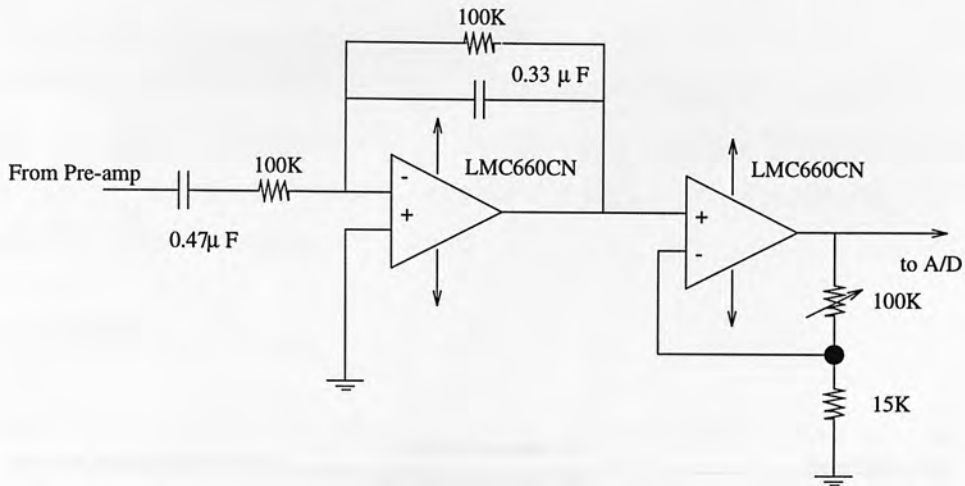 100K
0.33 μ F
LMC660CN
From Pre-amp
100K
0.47μ F
-
+
LMC660CN
+
-
to A/D
100K
15K